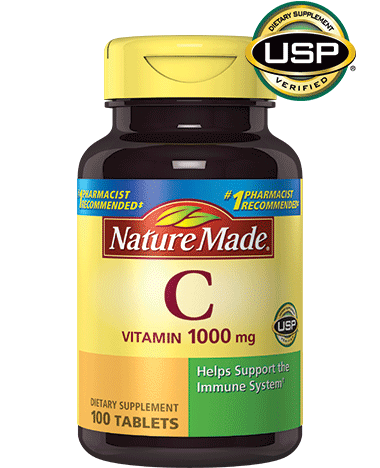 DIETARY SUPPLEMENT
USP
VERIFIED
®
PHARMACIST
RECOMMENDED‡
#1 PHARMACIST
RECOMMENDED‡
Nature Made®
C
VITAMIN 1000 mg
USP
Helps Support the
Immune System†
DIETARY SUPPLEMENT
100 TABLETS